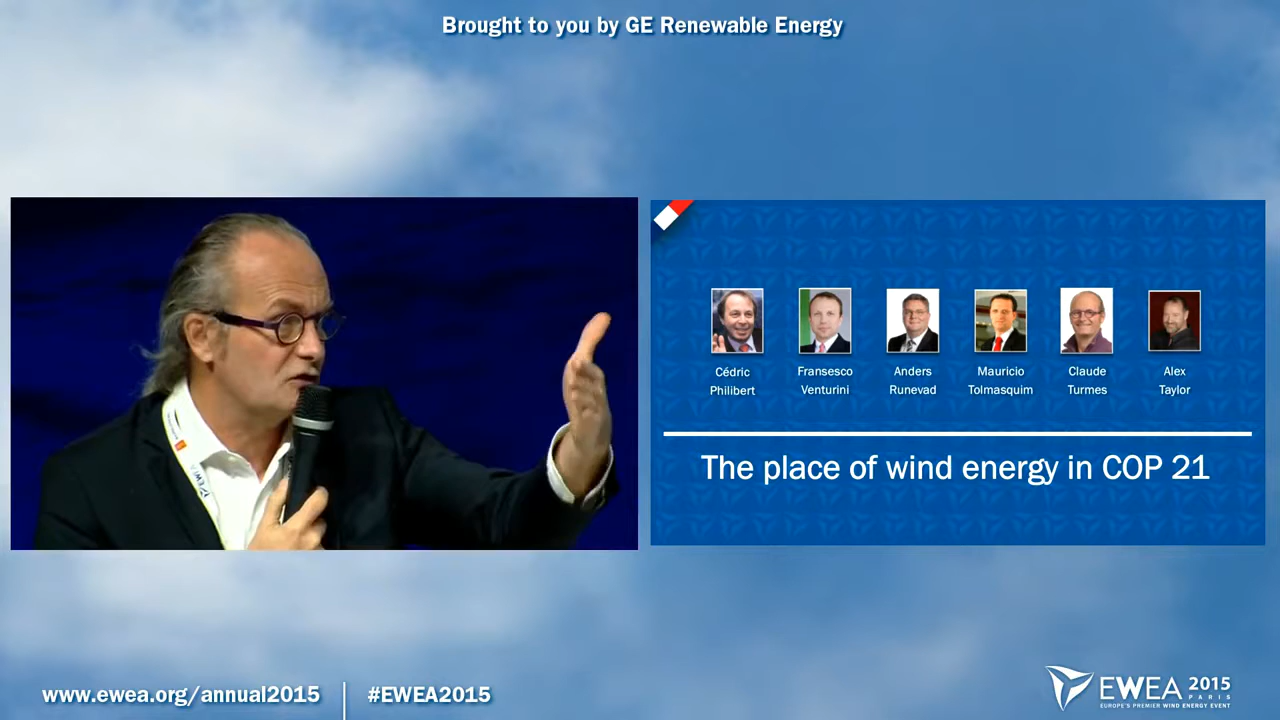 Brought to you by GE Renewable Energy
Cédric
Philibert
Fransesco
Venturini
Anders
Runevad
Mauricio
Tolmasquim
Claude
Turmes
Alex
Taylor
The place of wind energy in COP 21
www.ewea.org/annual2015
#EWEA2015
EWEA 2015
PARIS
EUROPE'S PREMIER WIND ENERGY EVENT